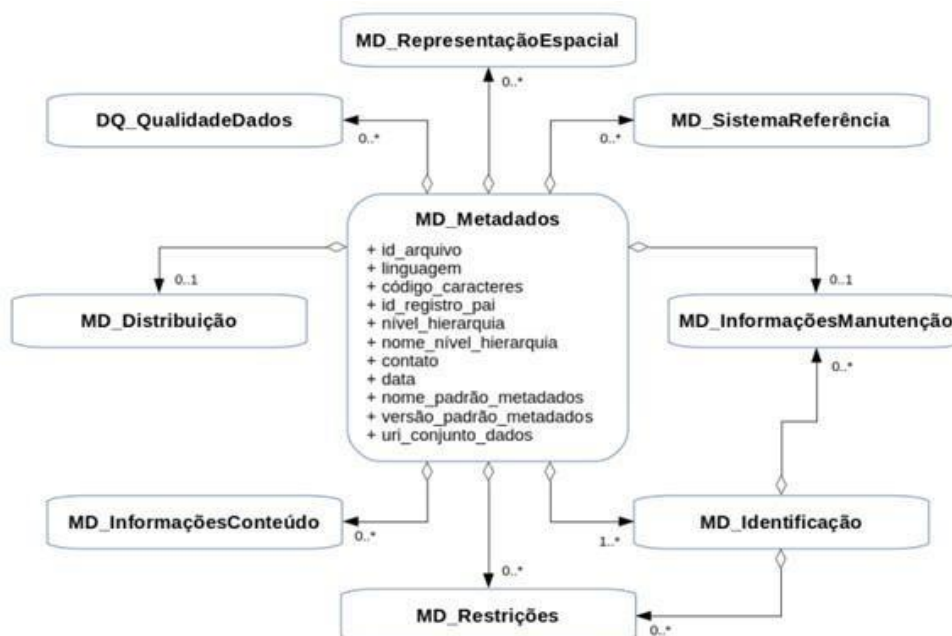 MD_RepresentaçãoEspacial
0..*
DQ_QualidadeDados
0..*
MD_SistemaReferência
0..*
MD_Metadados
+ id_arquivo
+ linguagem
+ código_caracteres
+ id_registro_pai
+ nível_hierarquia
+ nome_nível_hierarquia
+ contato
+ data
+ nome_padrão_metadados
+ versão_padrão_metadados
+ uri_conjunto_dados
0..1
MD_Distribuição
0..1
MD_InformaçõesManutenção
0..*
MD_InformaçõesConteúdo
0..*
1..*
MD_Identificação
0..*
MD_Restrições
0..*